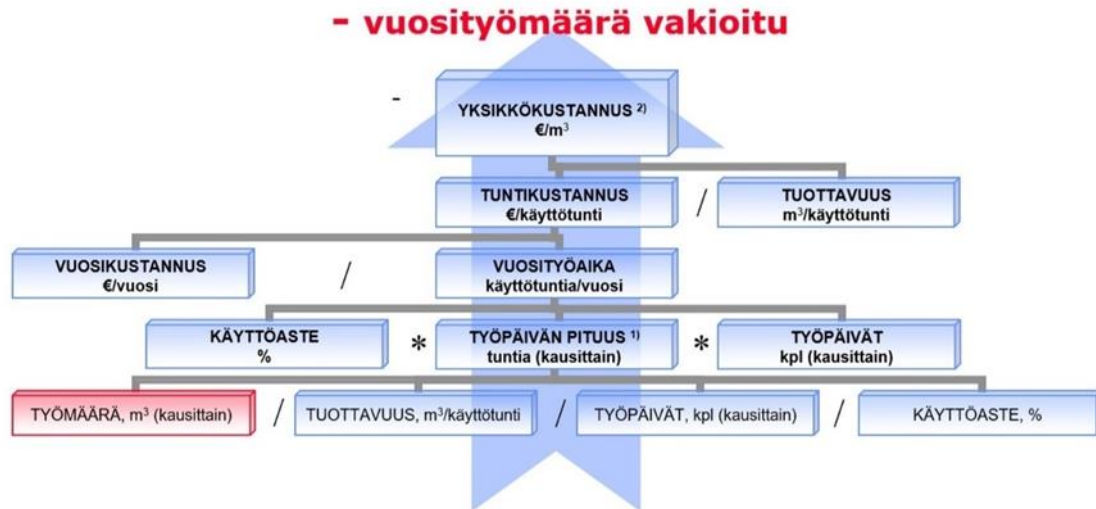 - vuosityömäärä vakioitu
-
YKSIKKÖKUSTANNUS ²⁾
€/m³
TUNTIKUSTANNUS
€/käyttötunti
/
TUOTTAVUUS
m³/käyttötunti
VUOSIKUSTANNUS
€/vuosi
/
VUOSITYÖAIKA
käyttötuntia/vuosi
KÄYTTÖASTE
%
*
TYÖPÄIVÄN PITUUS ¹⁾
tuntia (kausittain)
*
TYÖPÄIVÄT
kpl (kausittain)
TYÖMÄÄRÄ, m³ (kausittain) / TUOTTAVUUS, m³/käyttötunti / TYÖPÄIVÄT, kpl (kausittain) / KÄYTTÖASTE, %